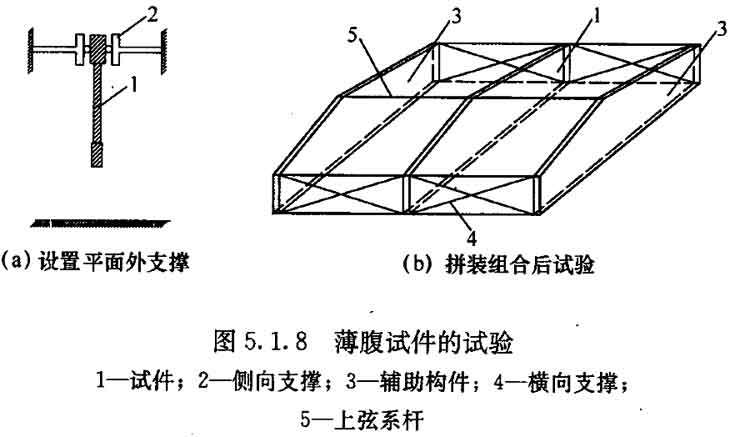 2
1
5
3
1
3
4
(a)设置平面外支撑
(b) 拼装组合后试验
图 5.1.8 薄腹试件的试验
1—试件；2—侧向支撑；3—辅助构件；4—横向支撑；
5—上弦系杆